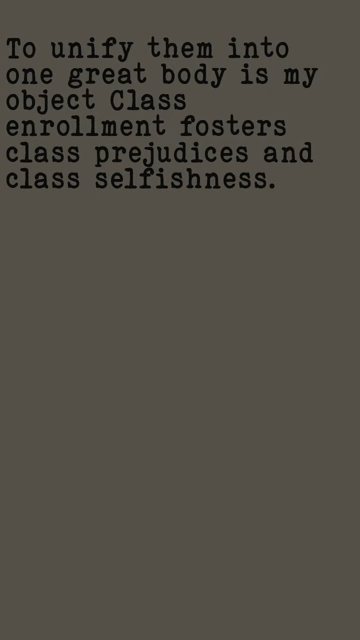 To unify them into
one great body is my
object Class
enrollment fosters
class prejudices and
class selfishness.